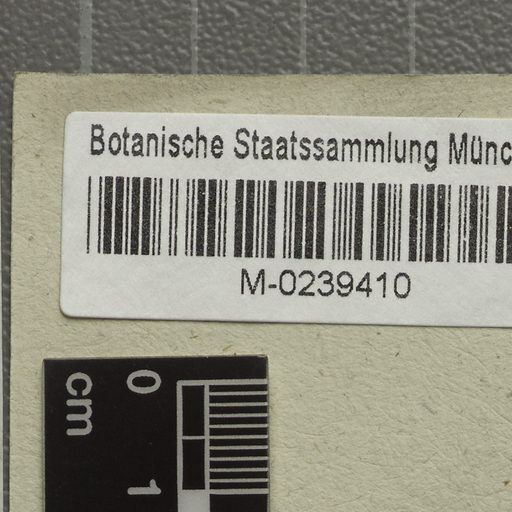 Botanische Staatssammlung Münc
M-0239410
0
cm
1